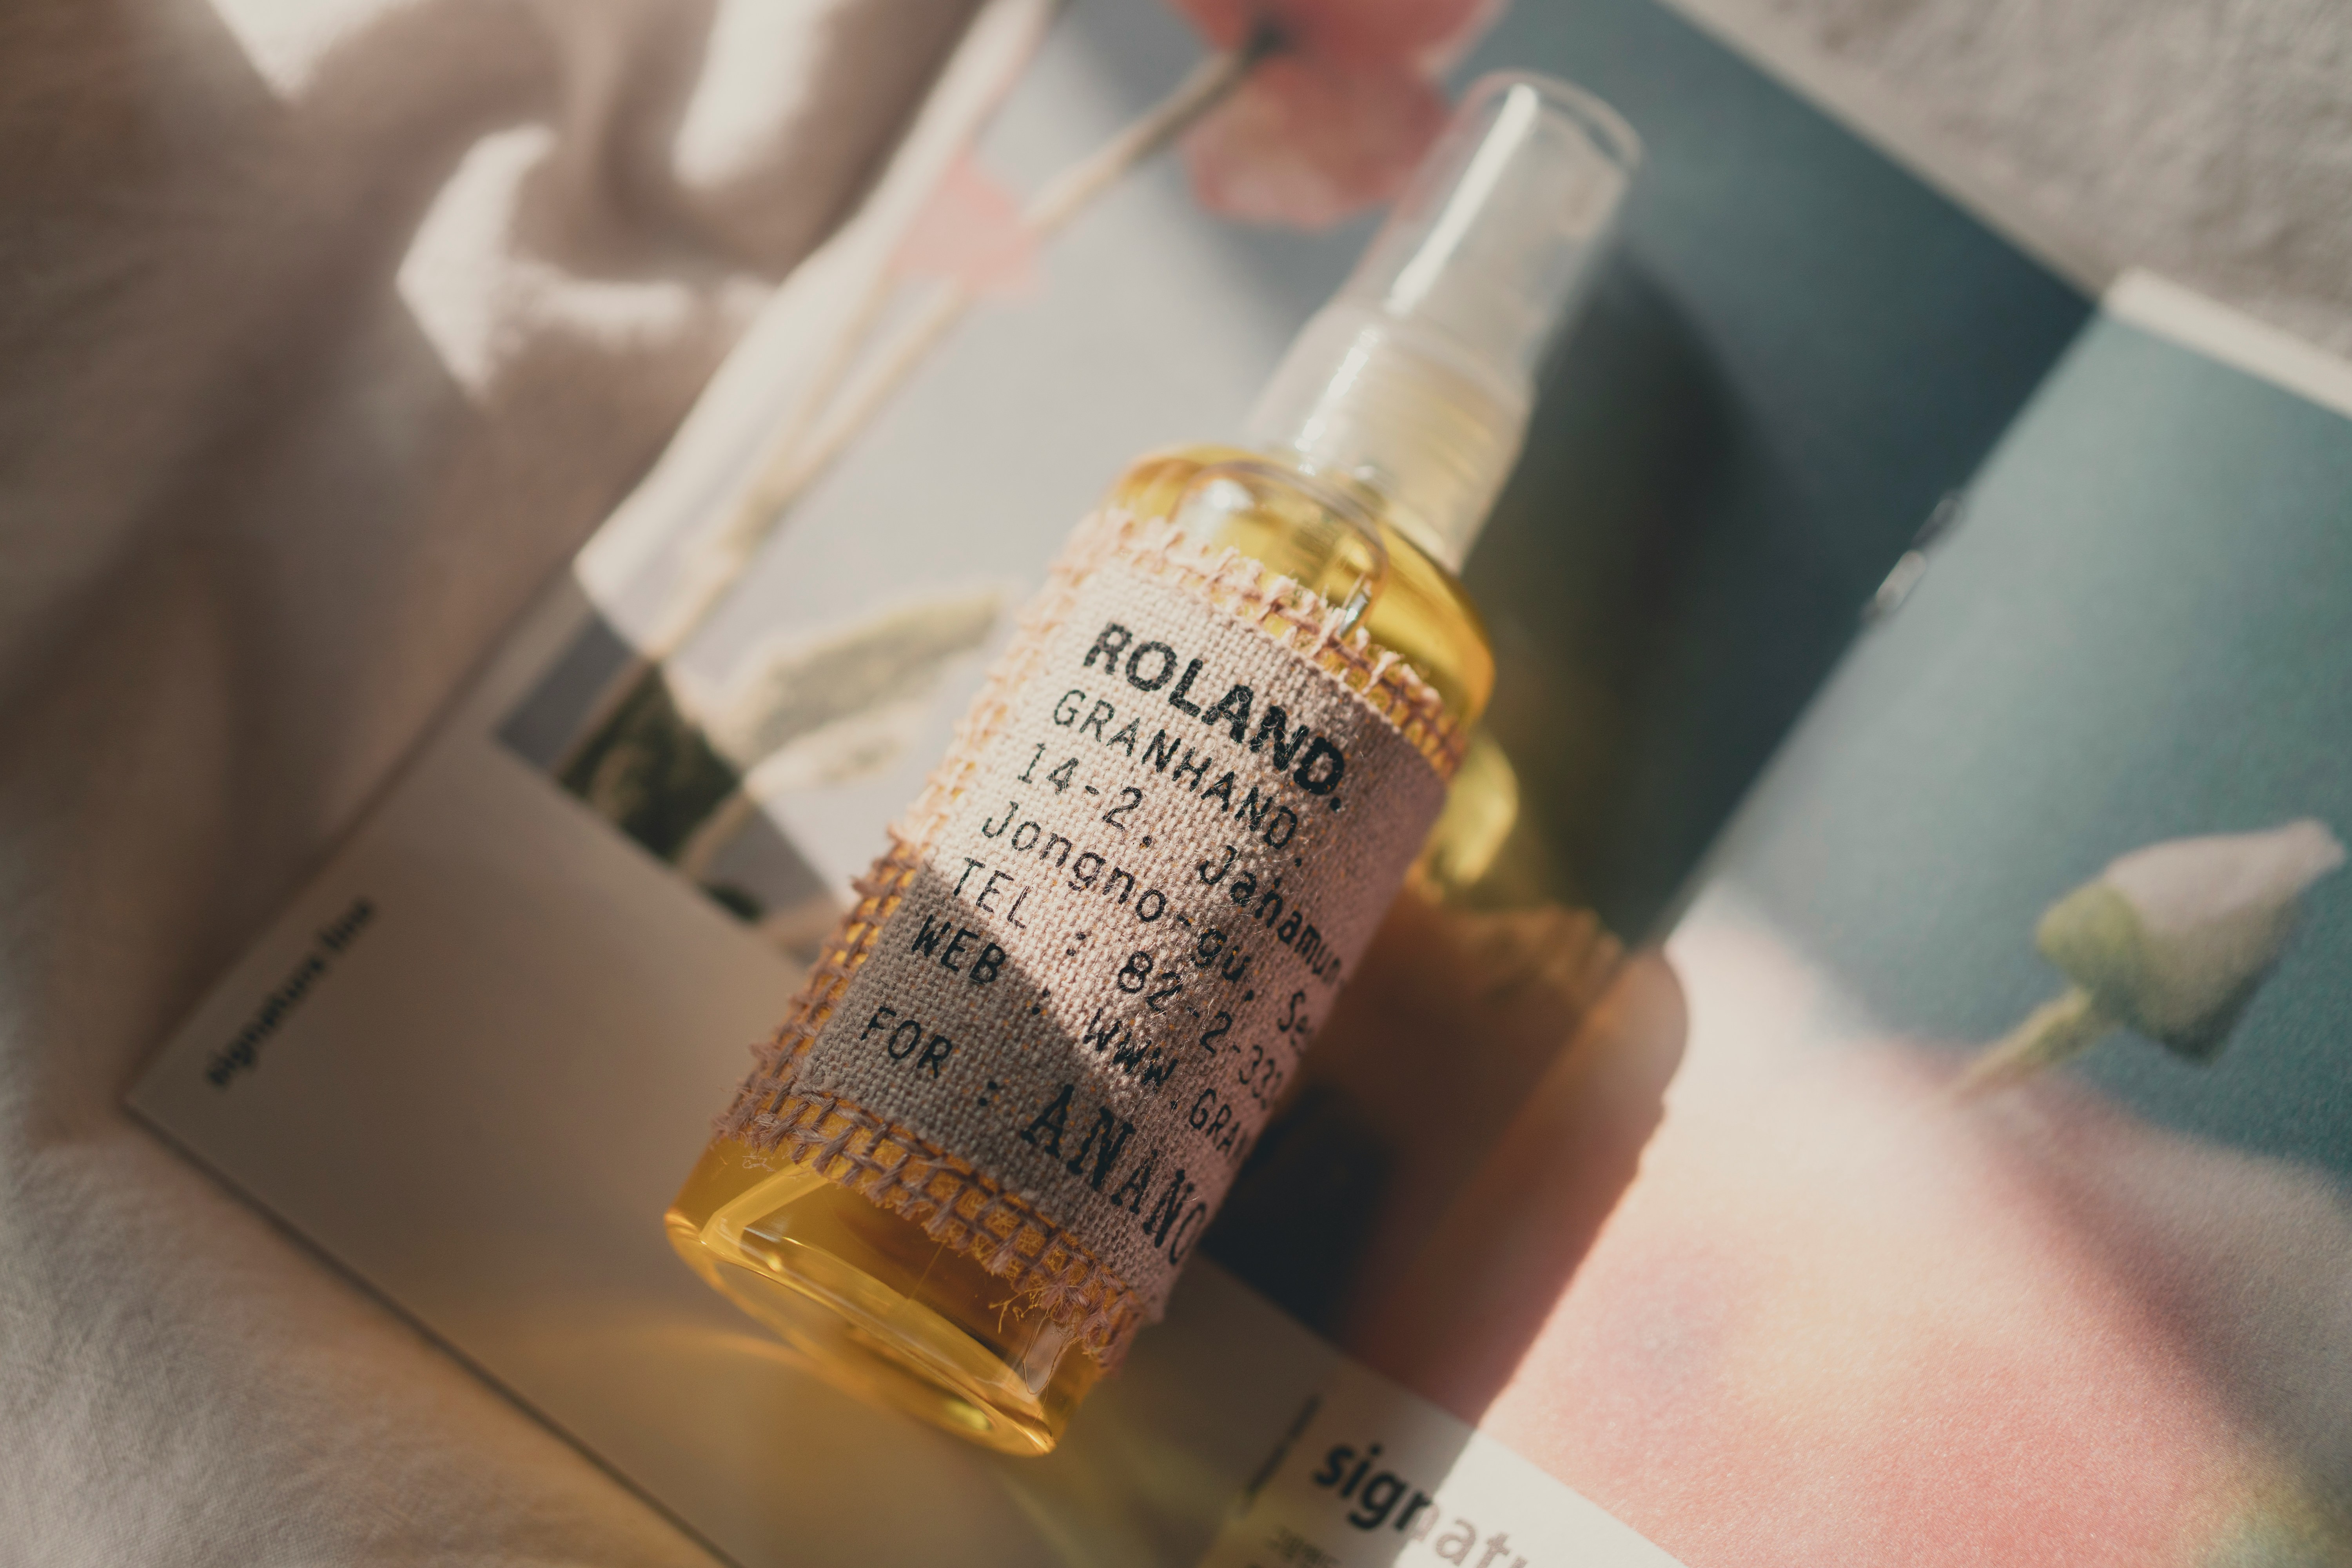 ROLAND.
GRANHAND.
14-2. Jahamun
Jongno-gu, Se
TEL : 82-2-333
WEB : www.GRAN
FOR : ANANO
signature line
signatu